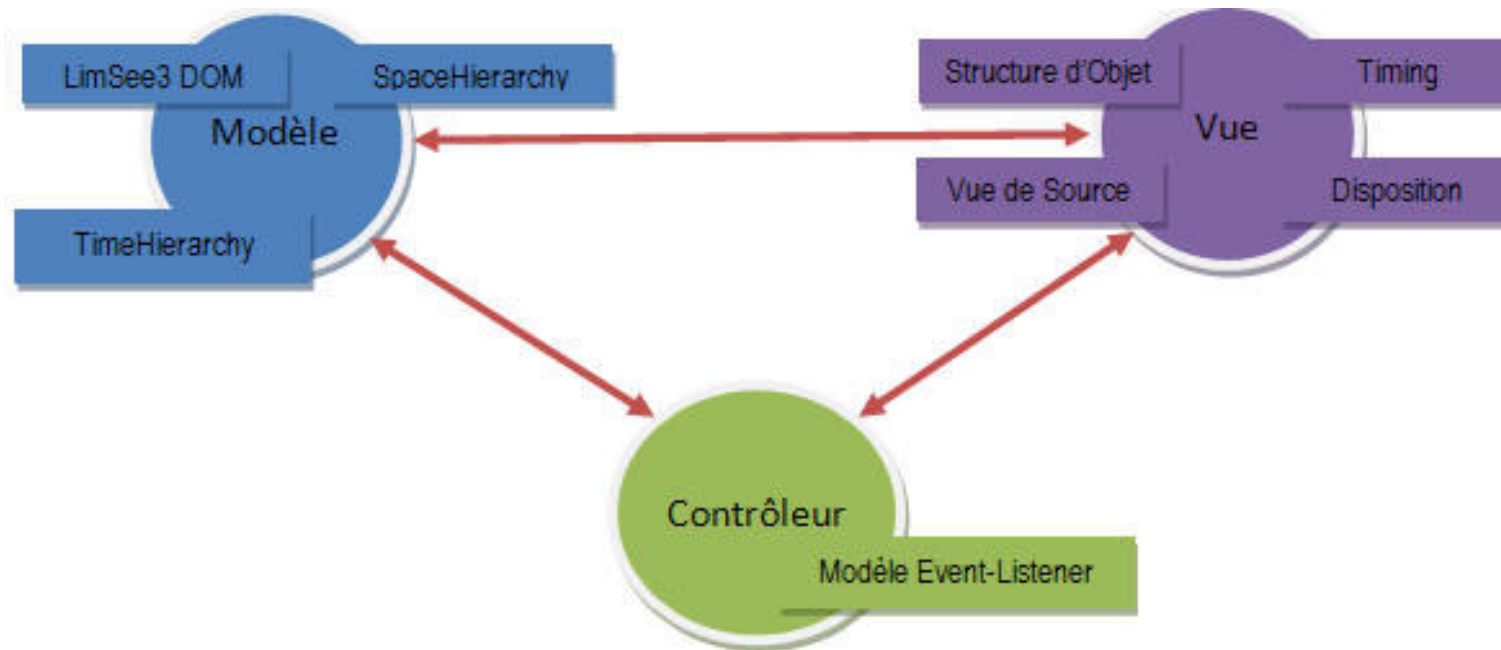 LimSee3 DOM
SpaceHierarchy
Modèle
TimeHierarchy
Structure d'Objet
Timing
Vue
Vue de Source
Disposition
Contrôleur
Modèle Event-Listener